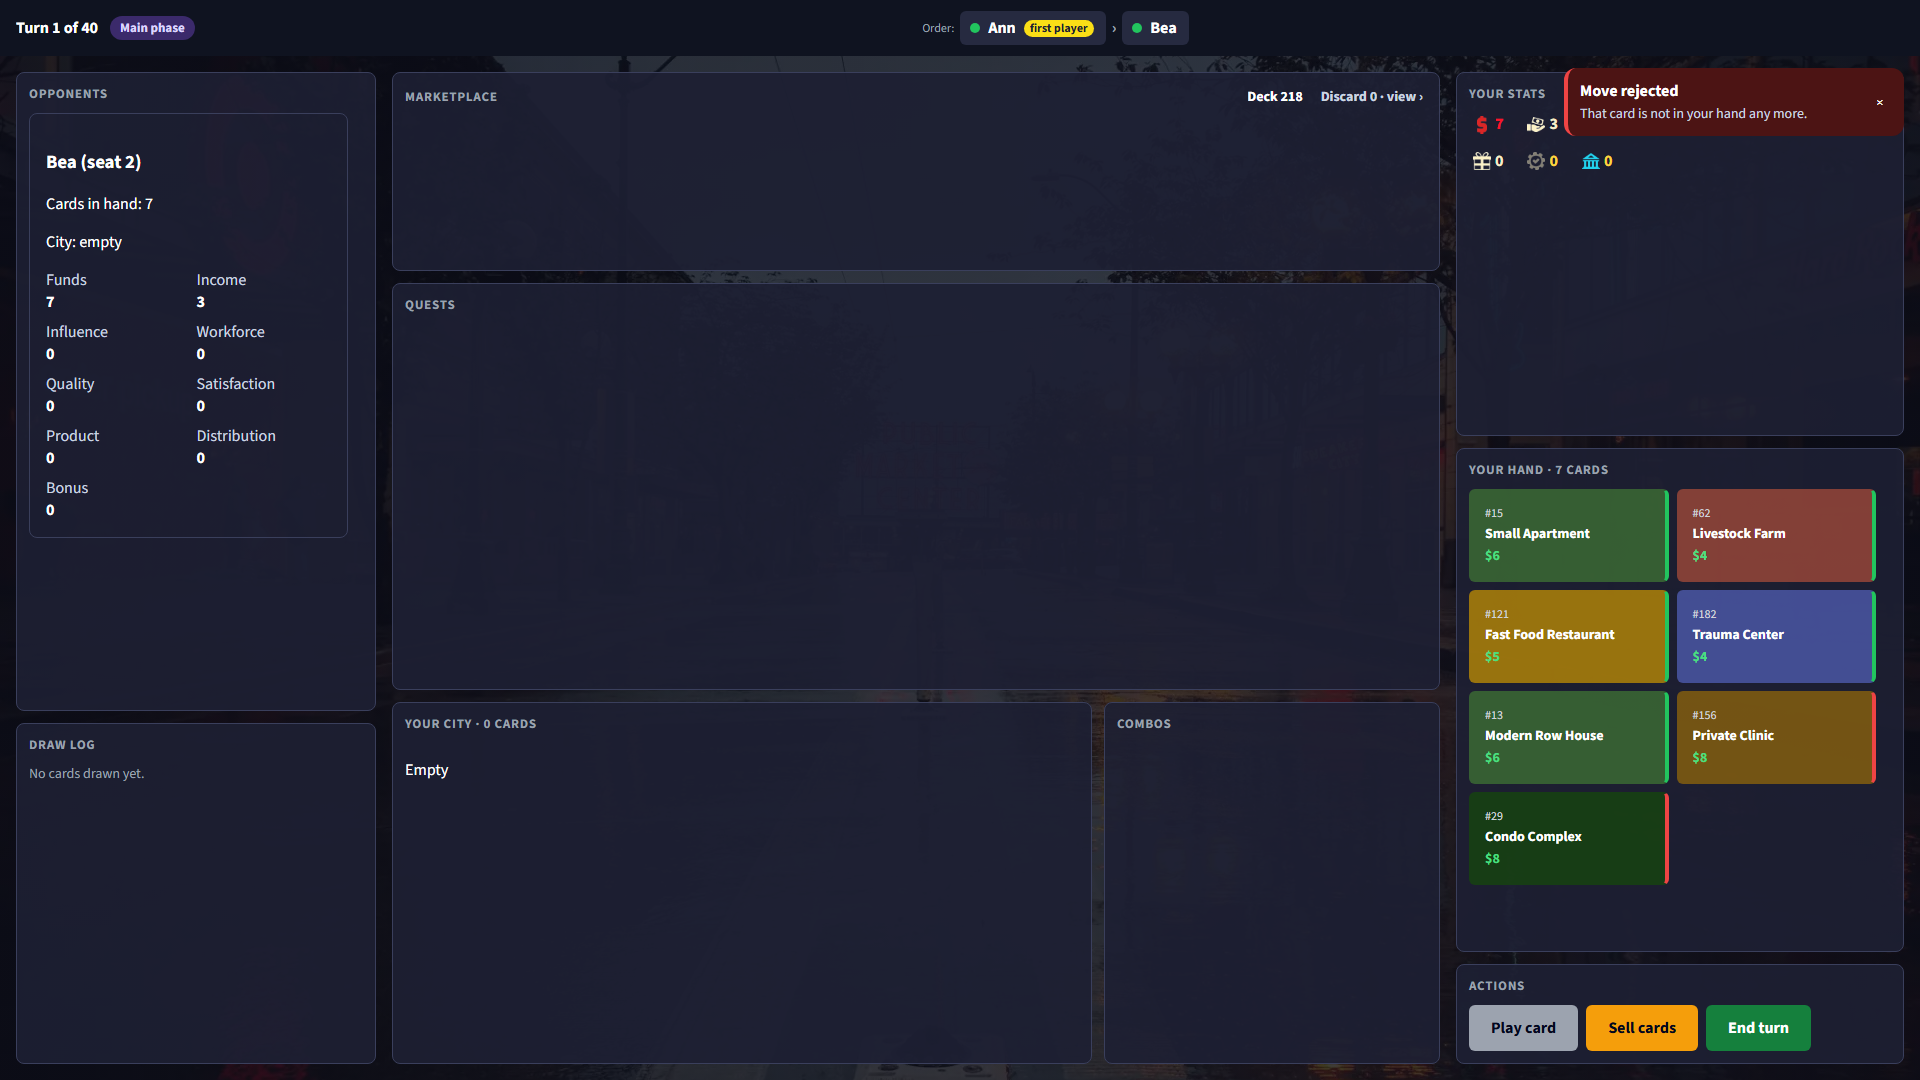 Turn 1 of 40
Main phase
Order:
Ann
first player
›
Bea
OPPONENTS
Bea (seat 2)
Cards in hand: 7
City: empty
Funds
Income
7
3
Influence
Workforce
0
0
Quality
Satisfaction
0
0
Product
Distribution
0
0
Bonus
0
DRAW LOG
No cards drawn yet.
MARKETPLACE
Deck 218
Discard 0 · view ›
QUESTS
YOUR CITY · 0 CARDS
Empty
COMBOS
YOUR STATS
7
3
0
0
0
Move rejected
That card is not in your hand any more.
×
YOUR HAND · 7 CARDS
#15
Small Apartment
$6
#62
Livestock Farm
$4
#121
Fast Food Restaurant
$5
#182
Trauma Center
$4
#13
Modern Row House
$6
#156
Private Clinic
$8
#29
Condo Complex
$8
ACTIONS
Play card
Sell cards
End turn